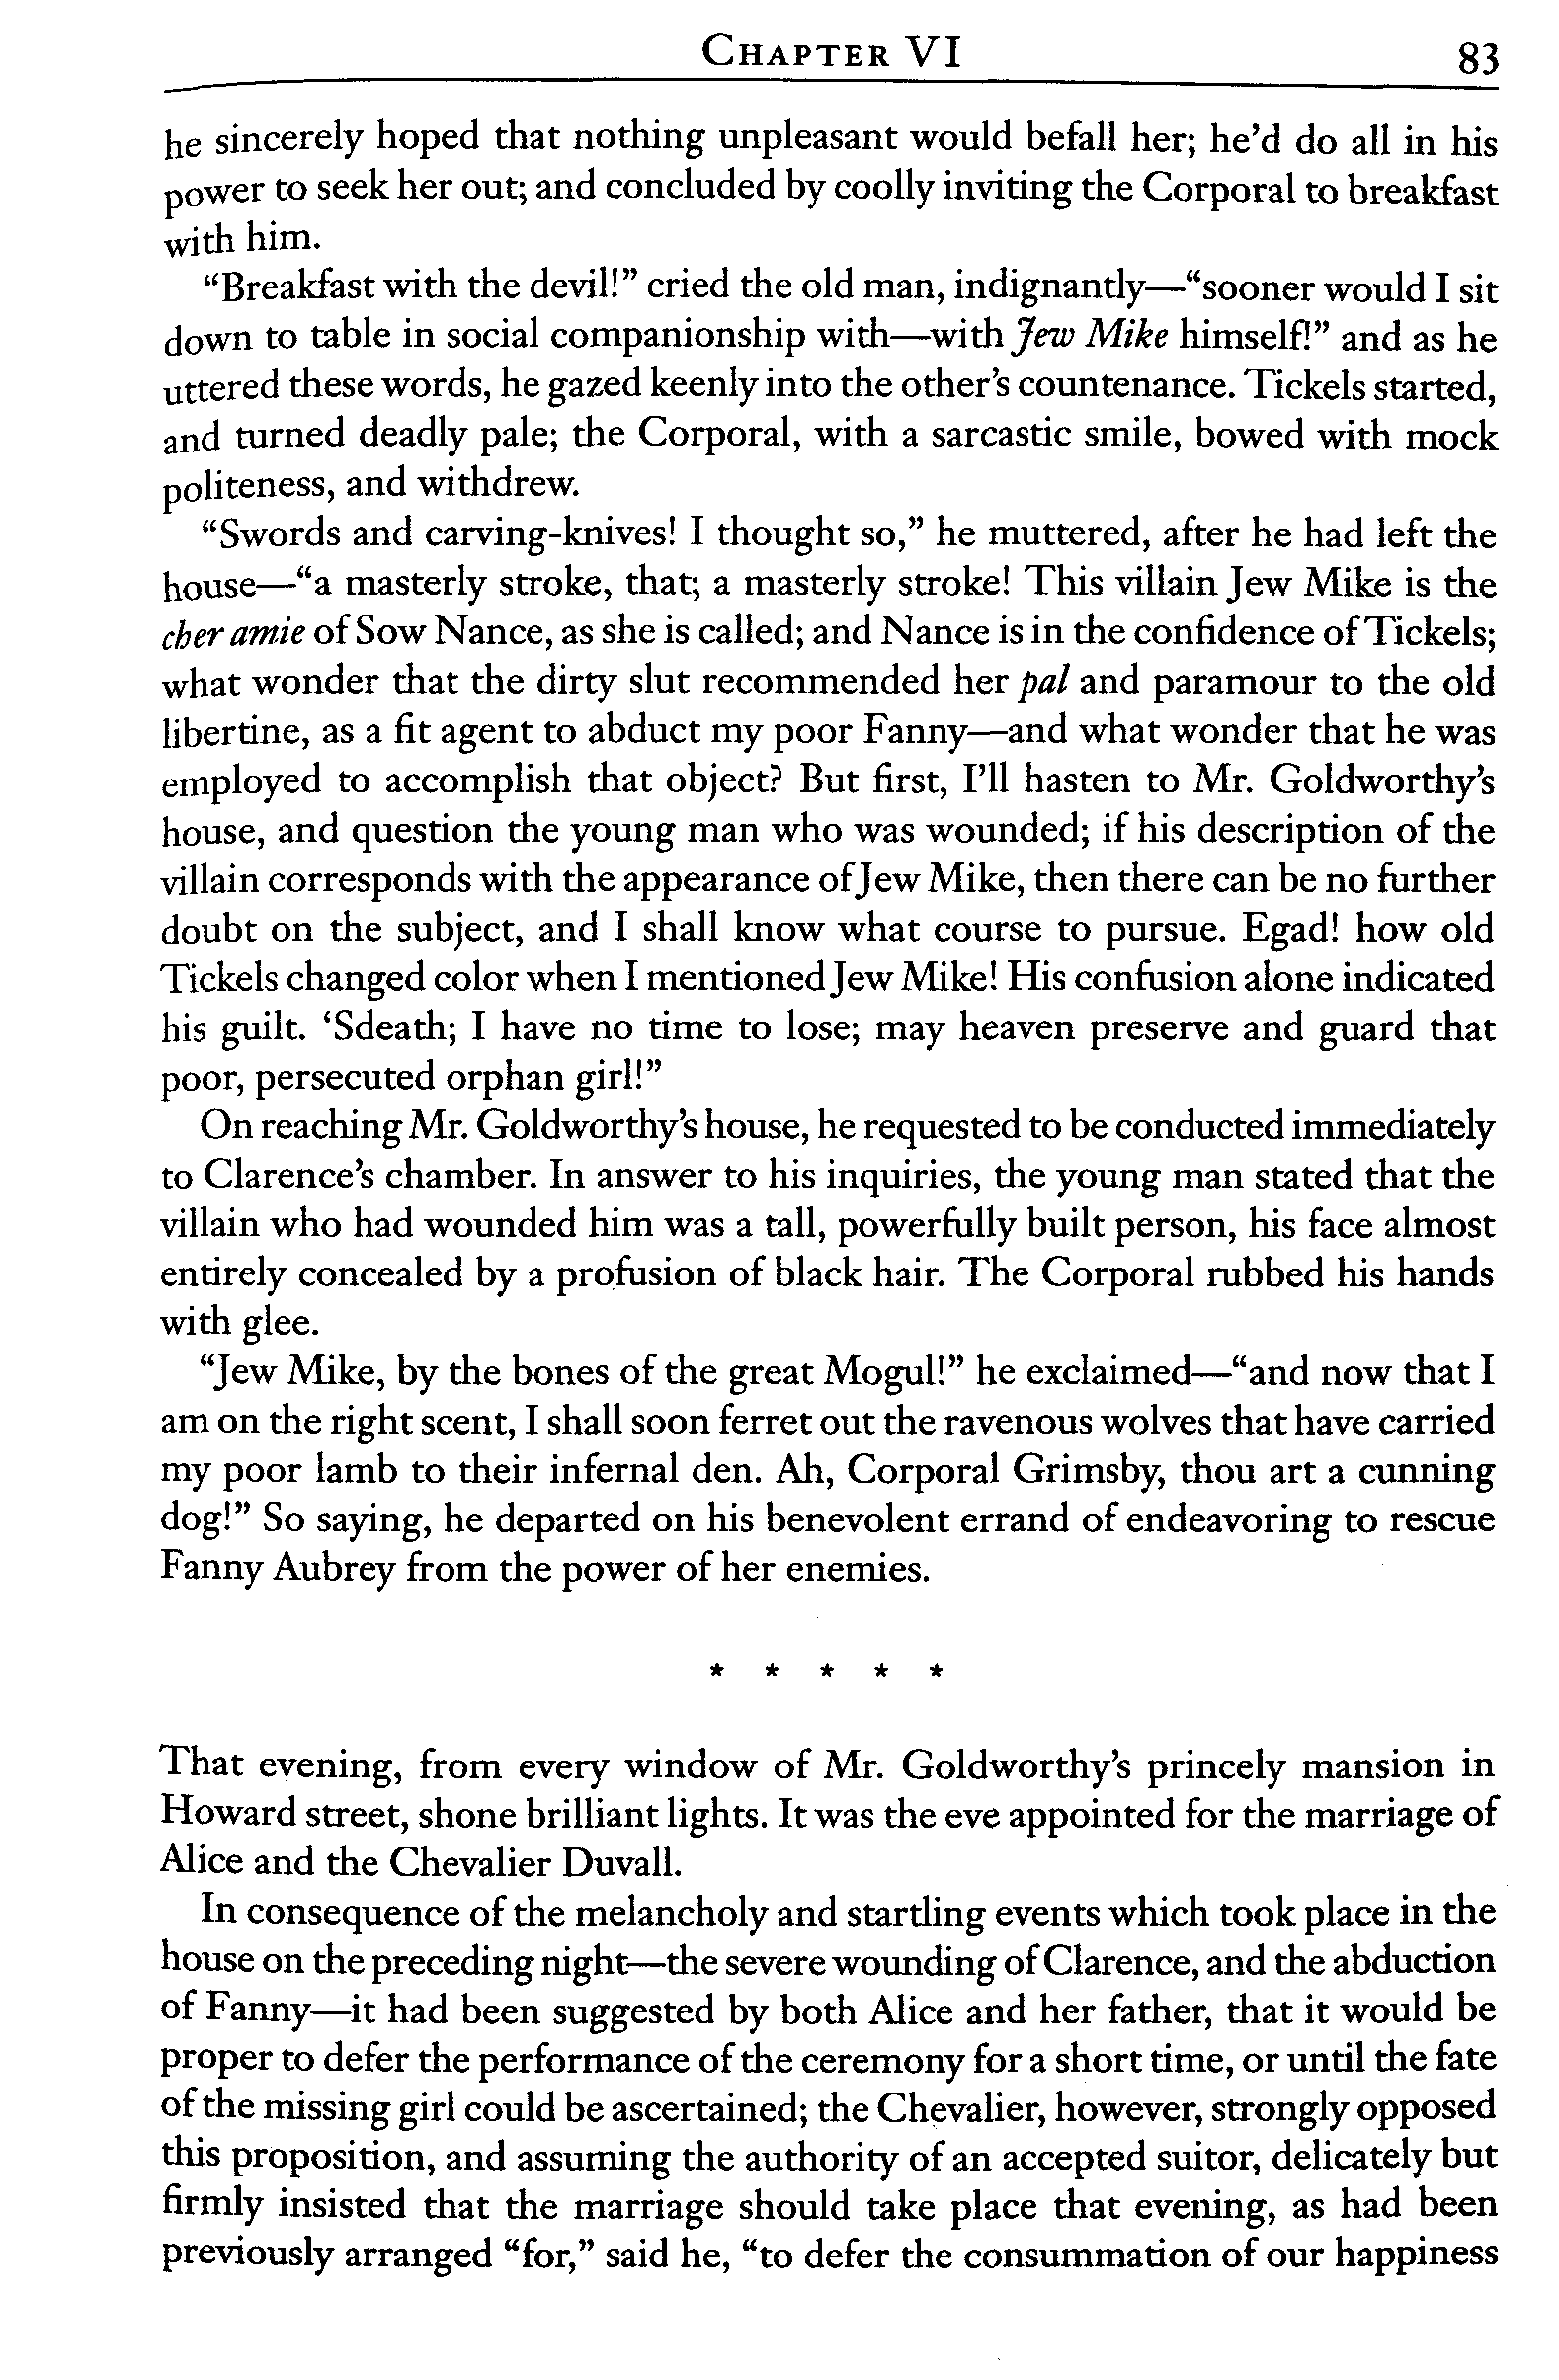 CHAPTER VI 83
he sincerely hoped that nothing unpleasant would befall her; he'd do all in his
power to seek her out; and concluded by coolly inviting the Corporal to breakfast
with him.
“Breakfast with the devil!” cried the old man, indignantly—“sooner would I sit
down to table in social companionship with—with Jew Mike himself!” and as he
uttered these words, he gazed keenly into the other’s countenance. Tickels started,
and turned deadly pale; the Corporal, with a sarcastic smile, bowed with mock
politeness, and withdrew.
“Swords and carving-knives! I thought so,” he muttered, after he had left the
house—“a masterly stroke, that; a masterly stroke! This villain Jew Mike is the
cher amie of Sow Nance, as she is called; and Nance is in the confidence of Tickels;
what wonder that the dirty slut recommended her pal and paramour to the old
libertine, as a fit agent to abduct my poor Fanny—and what wonder that he was
employed to accomplish that object? But first, I’ll hasten to Mr. Goldworthy’s
house, and question the young man who was wounded; if his description of the
villain corresponds with the appearance of Jew Mike, then there can be no further
doubt on the subject, and I shall know what course to pursue. Egad! how old
Tickels changed color when I mentioned Jew Mike! His confusion alone indicated
his guilt. ‘Sdeath; I have no time to lose; may heaven preserve and guard that
poor, persecuted orphan girl!”
On reaching Mr. Goldworthy’s house, he requested to be conducted immediately
to Clarence’s chamber. In answer to his inquiries, the young man stated that the
villain who had wounded him was a tall, powerfully built person, his face almost
entirely concealed by a profusion of black hair. The Corporal rubbed his hands
with glee.
“Jew Mike, by the bones of the great Mogul!” he exclaimed—“and now that I
am on the right scent, I shall soon ferret out the ravenous wolves that have carried
my poor lamb to their infernal den. Ah, Corporal Grimsby, thou art a cunning
dog!” So saying, he departed on his benevolent errand of endeavoring to rescue
Fanny Aubrey from the power of her enemies.
* * * * *
That evening, from every window of Mr. Goldworthy’s princely mansion in
Howard street, shone brilliant lights. It was the eve appointed for the marriage of
Alice and the Chevalier Duvall.
In consequence of the melancholy and startling events which took place in the
house on the preceding night—the severe wounding of Clarence, and the abduction
of Fanny—it had been suggested by both Alice and her father, that it would be
proper to defer the performance of the ceremony for a short time, or until the fate
of the missing girl could be ascertained; the Chevalier, however, strongly opposed
this proposition, and assuming the authority of an accepted suitor, delicately but
firmly insisted that the marriage should take place that evening, as had been
previously arranged “for,” said he, “to defer the consummation of our happiness